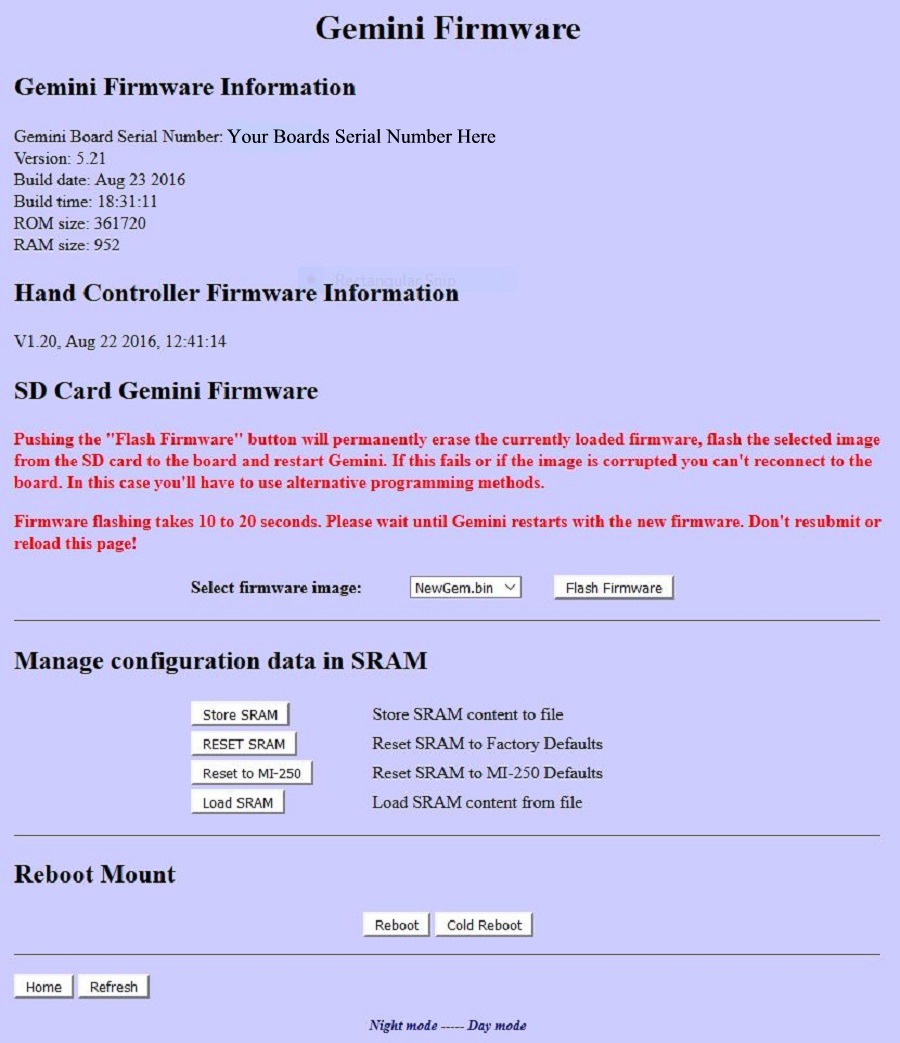 Gemini Firmware
Gemini Firmware Information
Gemini Board Serial Number: Your Boards Serial Number Here
Version: 5.21
Build date: Aug 23 2016
Build time: 18:31:11
ROM size: 361720
RAM size: 952
Rectangular Snip
Hand Controller Firmware Information
V1.20, Aug 22 2016, 12:41:14
SD Card Gemini Firmware
Pushing the "Flash Firmware" button will permanently erase the currently loaded firmware, flash the selected image
from the SD card to the board and restart Gemini. If this fails or if the image is corrupted you can't reconnect to the
board. In this case you'll have to use alternative programming methods.
Firmware flashing takes 10 to 20 seconds. Please wait until Gemini restarts with the new firmware. Don't resubmit or
reload this page!
Select firmware image: NewGem.bin Flash Firmware
Manage configuration data in SRAM
Store SRAM Store SRAM content to file
RESET SRAM Reset SRAM to Factory Defaults
Reset to MI-250 Reset SRAM to MI-250 Defaults
Load SRAM Load SRAM content from file
Reboot Mount
Reboot Cold Reboot
Home Refresh
Night mode ----- Day mode